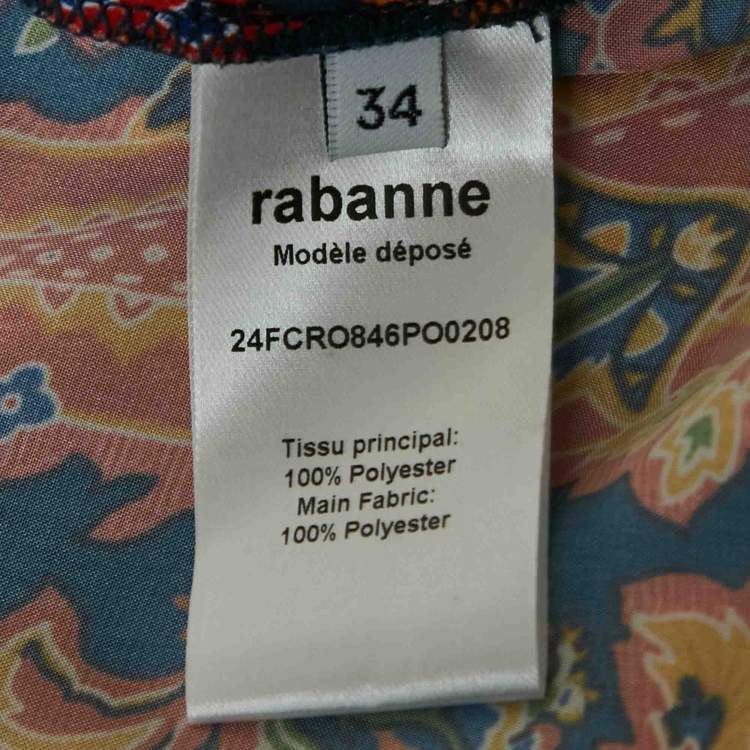 34
rabanne
Modèle déposé
24FCRO846PO0208
Tissu principal:
100% Polyester
Main Fabric:
100% Polyester